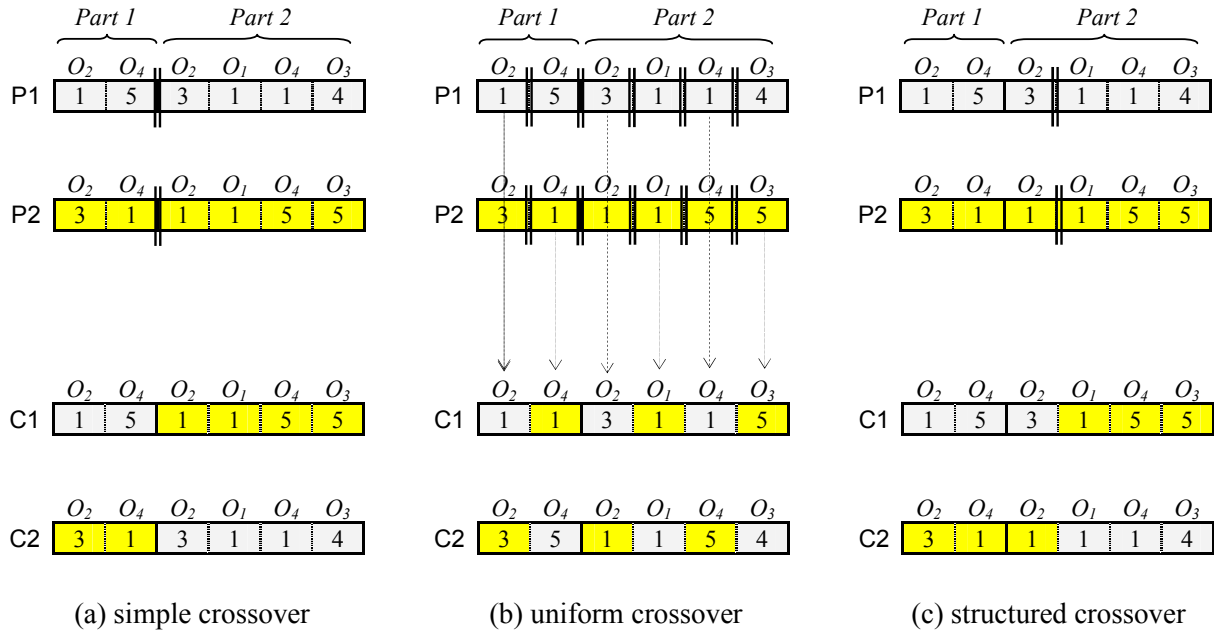 Part 1 Part 2 Part 1 Part 2 Part 1 Part 2
O2 O4 O2 O1 O4 O3 O2 O4 O2 O1 O4 O3 O2 O4 O2 O1 O4 O3
P1 1 5 3 1 1 4 P1 1 5 3 1 1 4 P1 1 5 3 1 1 4
O2 O4 O2 O1 O4 O3 O2 O4 O2 O1 O4 O3 O2 O4 O2 O1 O4 O3
P2 3 1 1 1 5 5 P2 3 1 1 1 5 5 P2 3 1 1 1 5 5
O2 O4 O2 O1 O4 O3 O2 O4 O2 O1 O4 O3 O2 O4 O2 O1 O4 O3
C1 1 5 1 1 5 5 C1 1 1 3 1 1 5 C1 1 5 3 1 5 5
O2 O4 O2 O1 O4 O3 O2 O4 O2 O1 O4 O3 O2 O4 O2 O1 O4 O3
C2 3 1 3 1 1 4 C2 3 5 1 1 5 4 C2 3 1 1 1 1 4
(a) simple crossover (b) uniform crossover (c) structured crossover